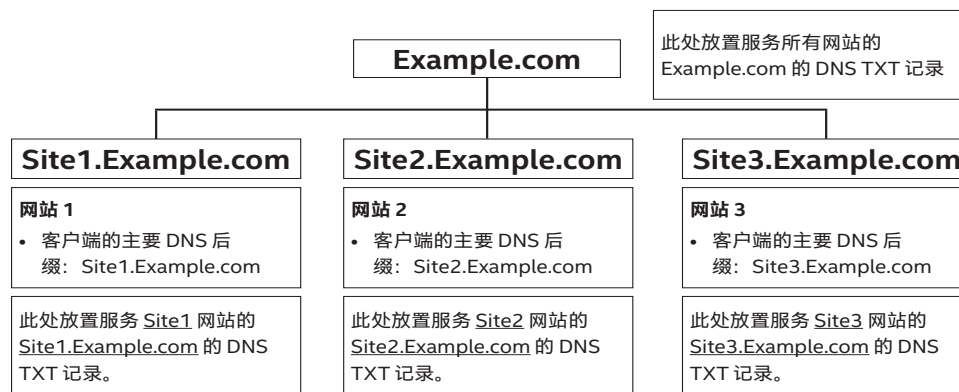 Example.com
此处放置服务所有网站的
Example.com 的 DNS TXT 记录
Site1.Example.com
网站 1
• 客户端的主要 DNS 后
缀：Site1.Example.com
此处放置服务 Site1 网站的
Site1.Example.com 的 DNS
TXT 记录。
Site2.Example.com
网站 2
• 客户端的主要 DNS 后
缀：Site2.Example.com
此处放置服务 Site2 网站的
Site2.Example.com 的 DNS
TXT 记录。
Site3.Example.com
网站 3
• 客户端的主要 DNS 后
缀：Site3.Example.com
此处放置服务 Site3 网站的
Site3.Example.com 的 DNS
TXT 记录。